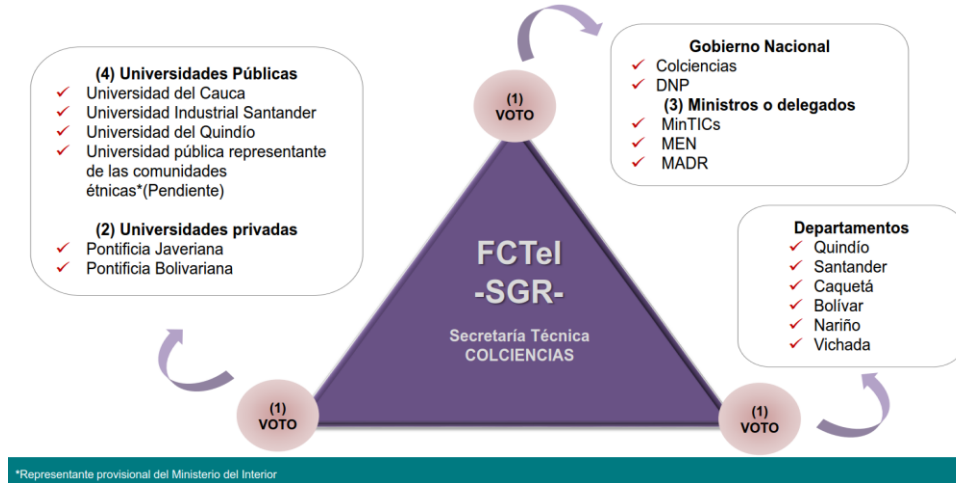 (4) Universidades Públicas
Universidad del Cauca
Universidad Industrial Santander
Universidad del Quindío
Universidad pública representante
de las comunidades
étnicas*(Pendiente)
(2) Universidades privadas
Pontificia Javeriana
Pontificia Bolivariana
(1)
VOTO
Gobierno Nacional
Colciencias
DNP
(3) Ministros o delegados
MinTICs
MEN
MADR
FCTeI
-SGR-
Secretaría Técnica
COLCIENCIAS
Departamentos
Quindío
Santander
Caquetá
Bolívar
Nariño
Vichada
(1)
VOTO
(1)
VOTO
*Representante provisional del Ministerio del Interior